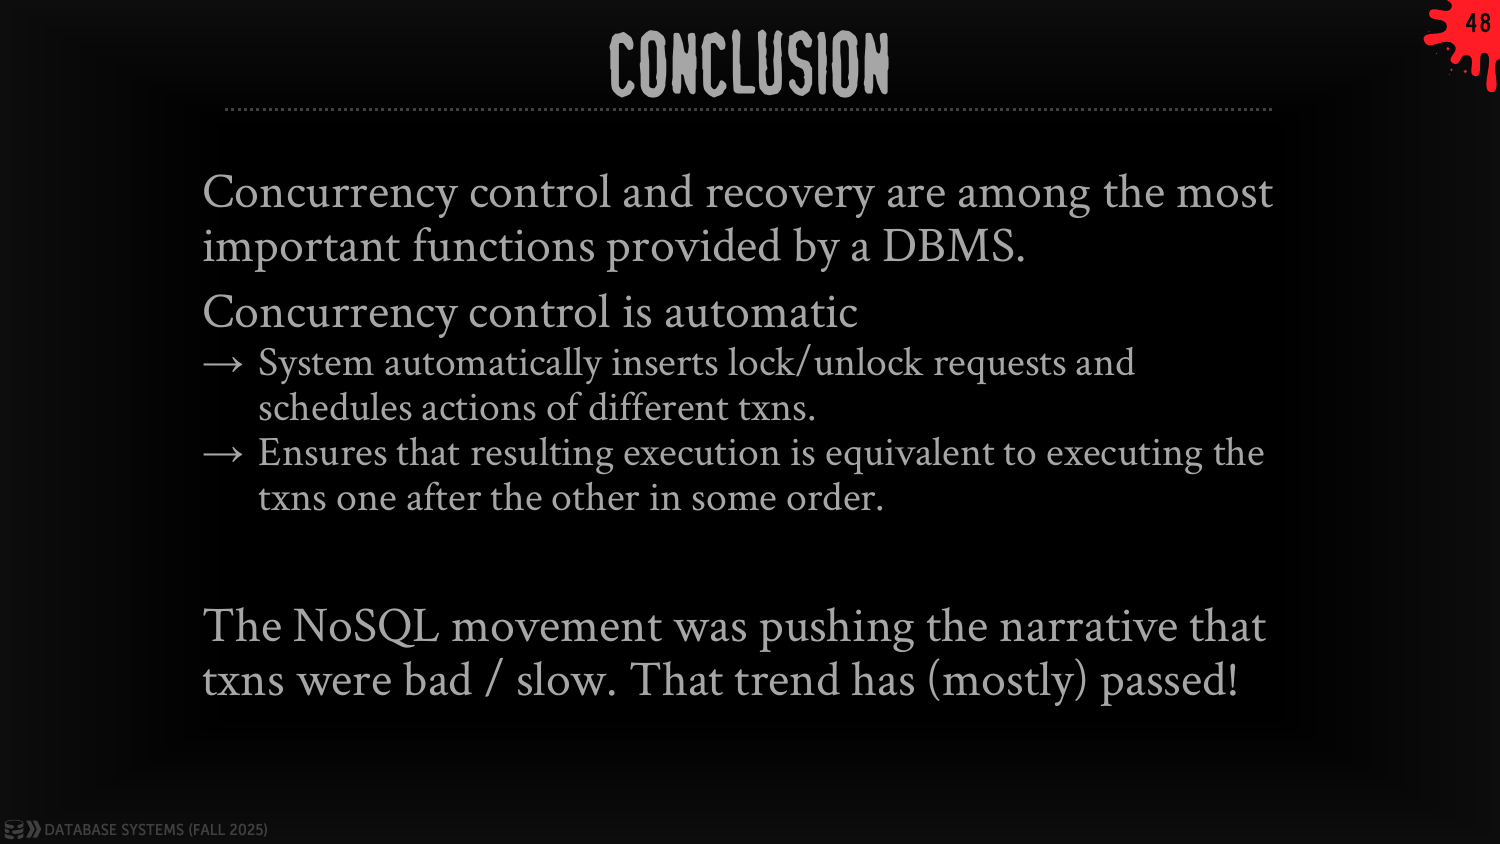 CONCLUSION
48
Concurrency control and recovery are among the most
important functions provided by a DBMS.
Concurrency control is automatic
→ System automatically inserts lock/unlock requests and
schedules actions of different txns.
→ Ensures that resulting execution is equivalent to executing the
txns one after the other in some order.
The NoSQL movement was pushing the narrative that
txns were bad / slow. That trend has (mostly) passed!
DATABASE SYSTEMS (FALL 2025)